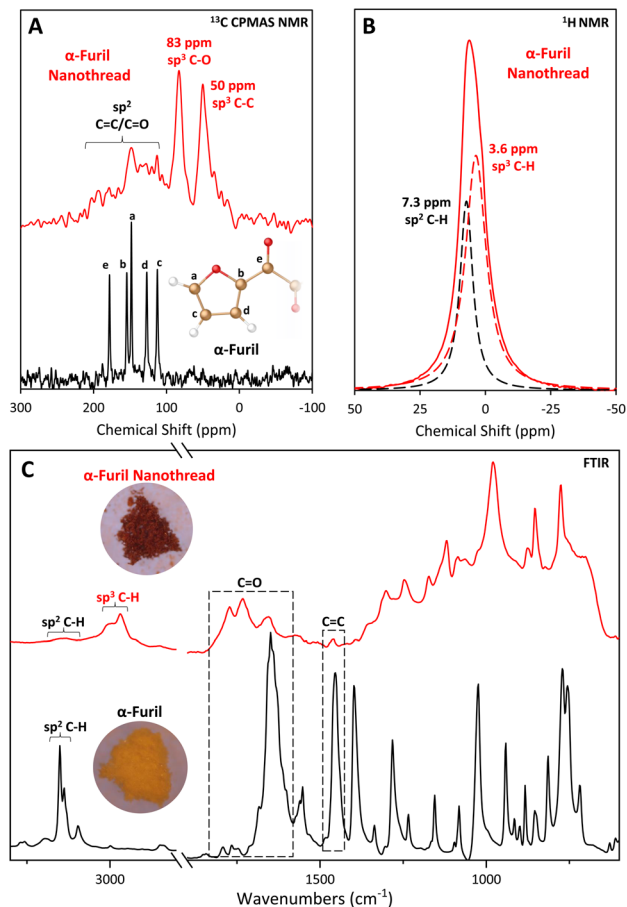 A
¹³C CPMAS NMR
α-Furil
Nanothread
83 ppm
sp³ C-O
50 ppm
sp³ C-C
sp²
C=C/C=O
a
e
b
d
c
e
a
b
c
d
α-Furil
300
200
100
0
-100
Chemical Shift (ppm)
B
¹H NMR
α-Furil
Nanothread
3.6 ppm
sp³ C-H
7.3 ppm
sp² C-H
50
25
0
-25
-50
Chemical Shift (ppm)
C
FTIR
α-Furil Nanothread
sp³ C-H
sp² C-H
C=O
C=C
α-Furil
sp² C-H
3000
1500
1000
Wavenumbers (cm⁻¹)